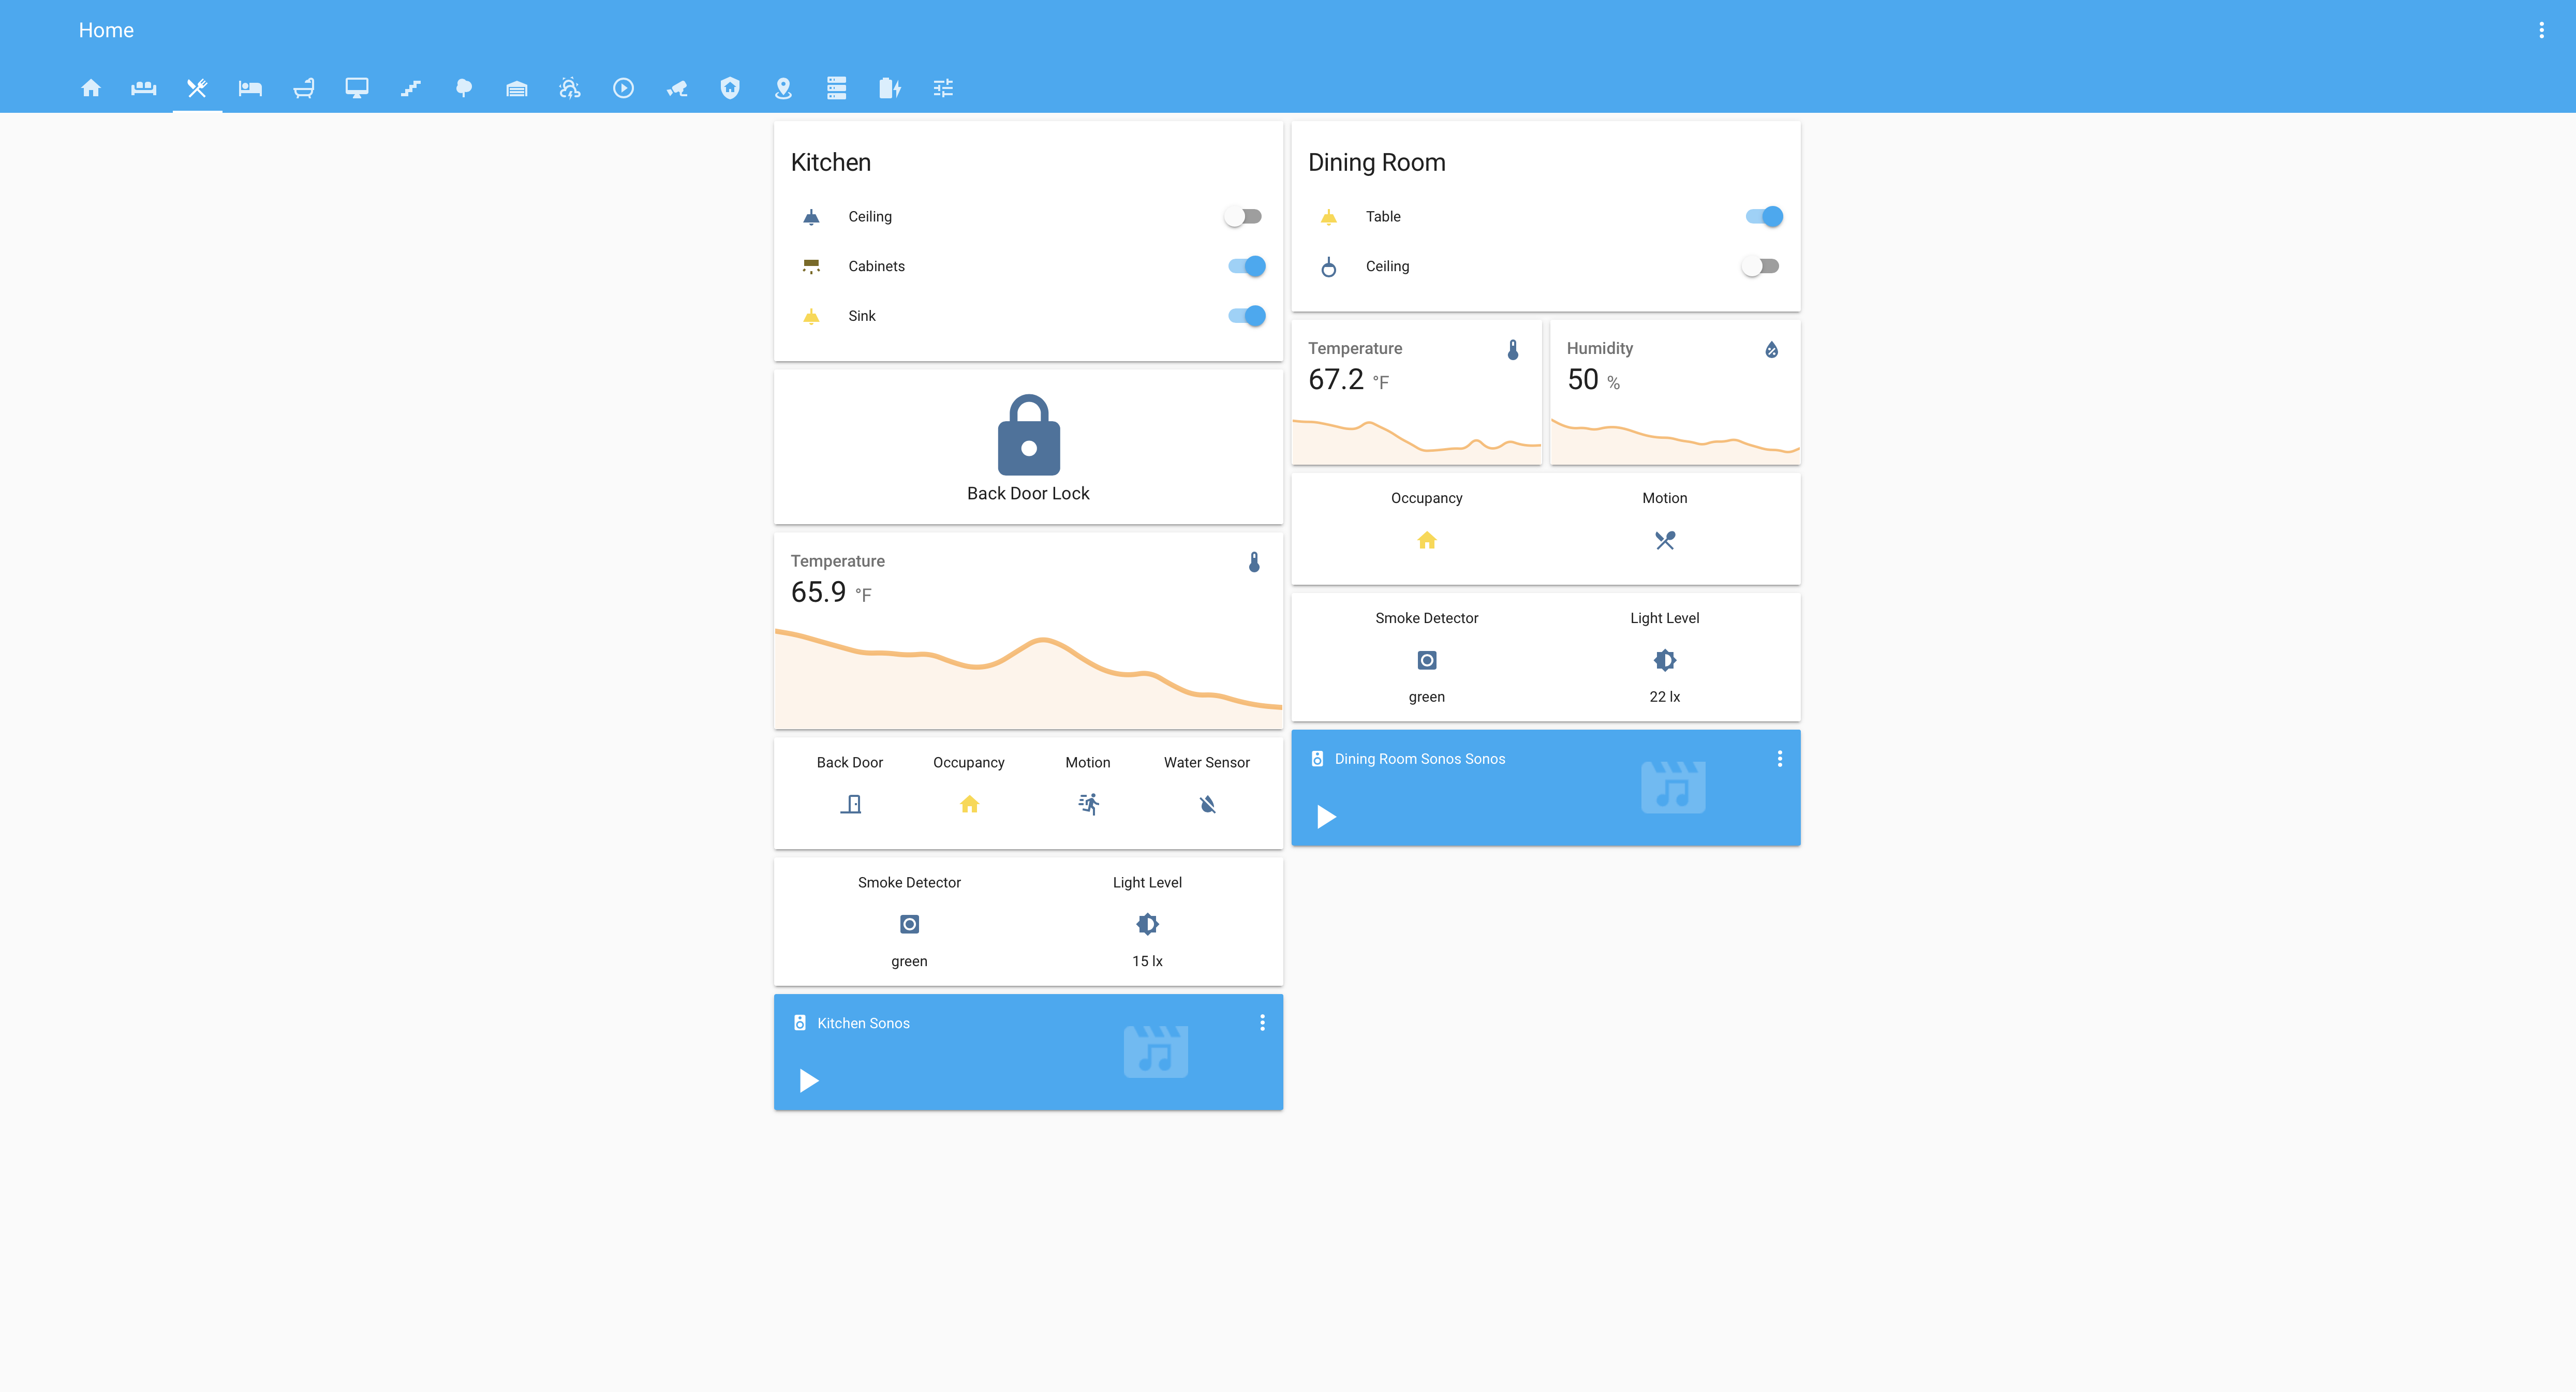 Home
Kitchen
Ceiling
Cabinets
Sink
Back Door Lock
Temperature
65.9 °F
Back Door Occupancy Motion Water Sensor
Smoke Detector Light Level
green 15 lx
Kitchen Sonos
Dining Room
Table
Ceiling
Temperature
67.2 °F
Humidity
50 %
Occupancy Motion
Smoke Detector Light Level
green 22 lx
Dining Room Sonos Sonos